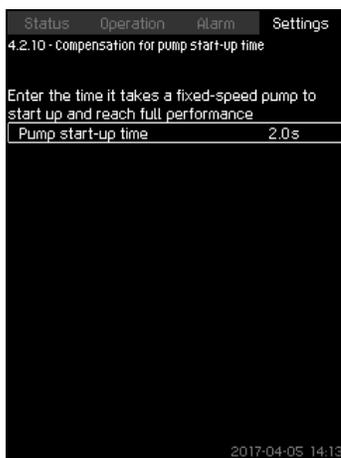 Status Operation Alarm Settings
4.2.10 - Compensation for pump start-up time
Enter the time it takes a fixed-speed pump to
start up and reach full performance
Pump start-up time 2.0s
2017-04-05 14:13